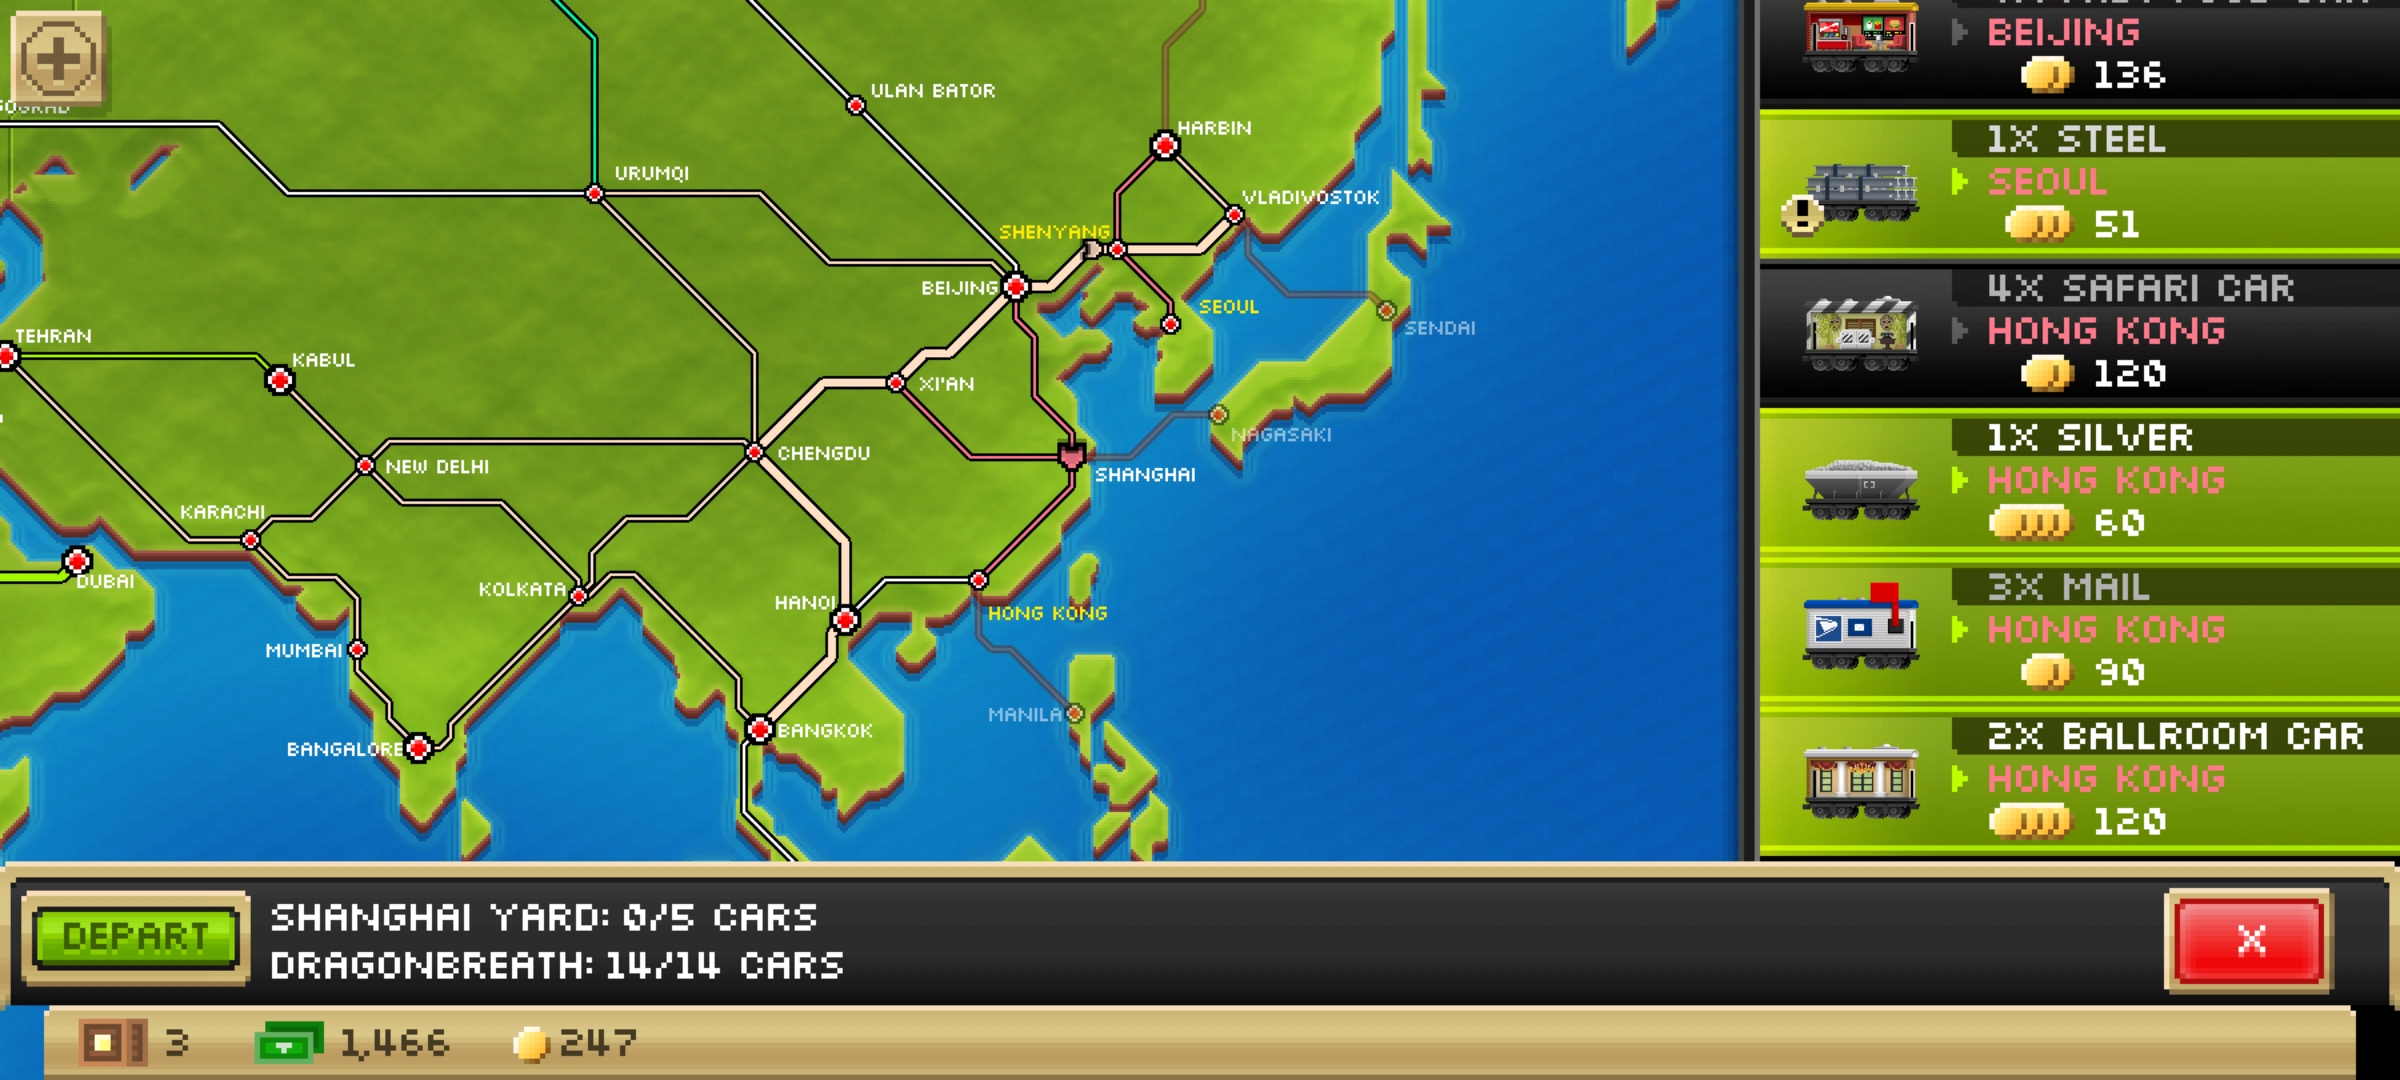 ULAN BATOR
HARBIN
URUMQI
VLADIVOSTOK
SHENYANG
BEIJING
SEOUL
SENDAI
TEHRAN
KABUL
XI'AN
NAGASAKI
CHENGDU
NEW DELHI
SHANGHAI
KARACHI
DUBAI
KOLKATA
HANOI
HONG KONG
MUMBAI
MANILA
BANGALORE
BANGKOK
BEIJING
136
1X STEEL
SEOUL
51
4X SAFARI CAR
HONG KONG
120
1X SILVER
HONG KONG
60
3X MAIL
HONG KONG
90
2X BALLROOM CAR
HONG KONG
120
DEPART
SHANGHAI YARD: 0/5 CARS
DRAGONBREATH: 14/14 CARS
X
3
1,466
247